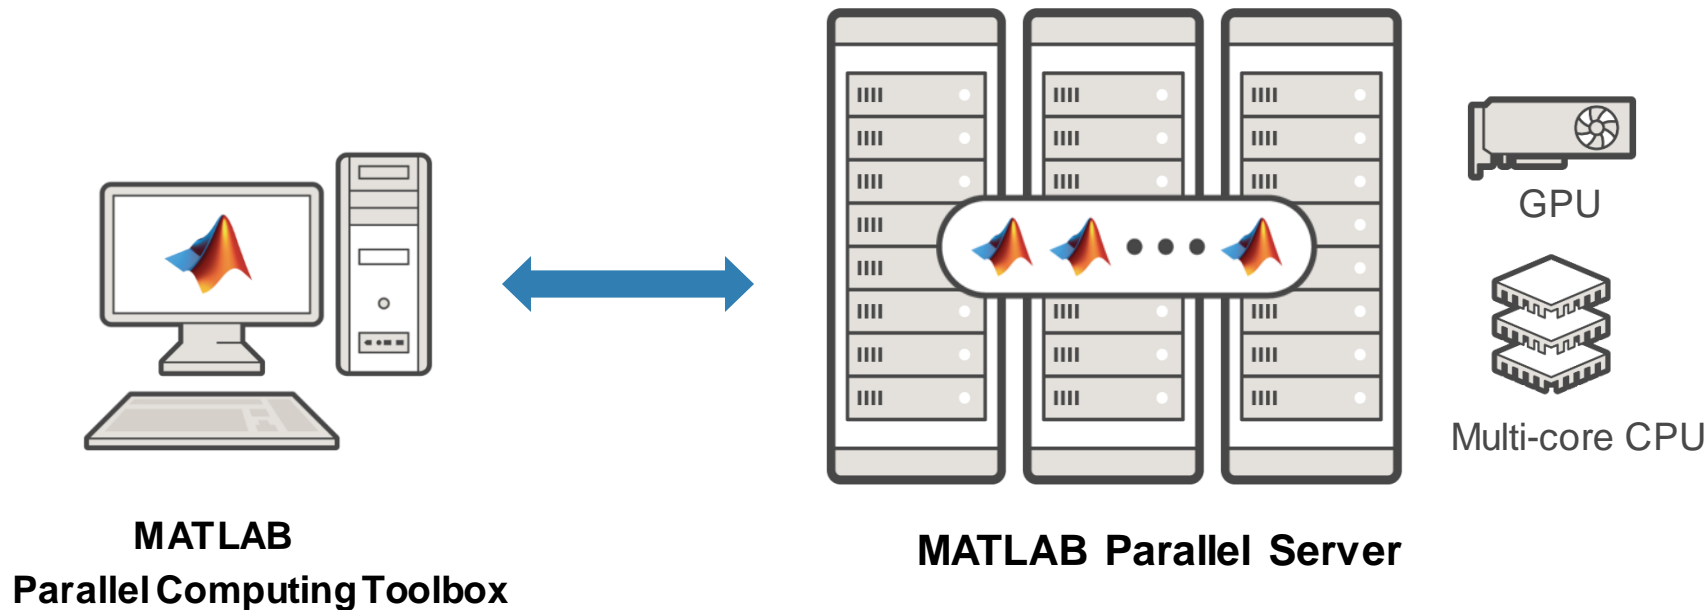 MATLAB
Parallel Computing Toolbox
MATLAB Parallel Server
GPU
Multi-core CPU